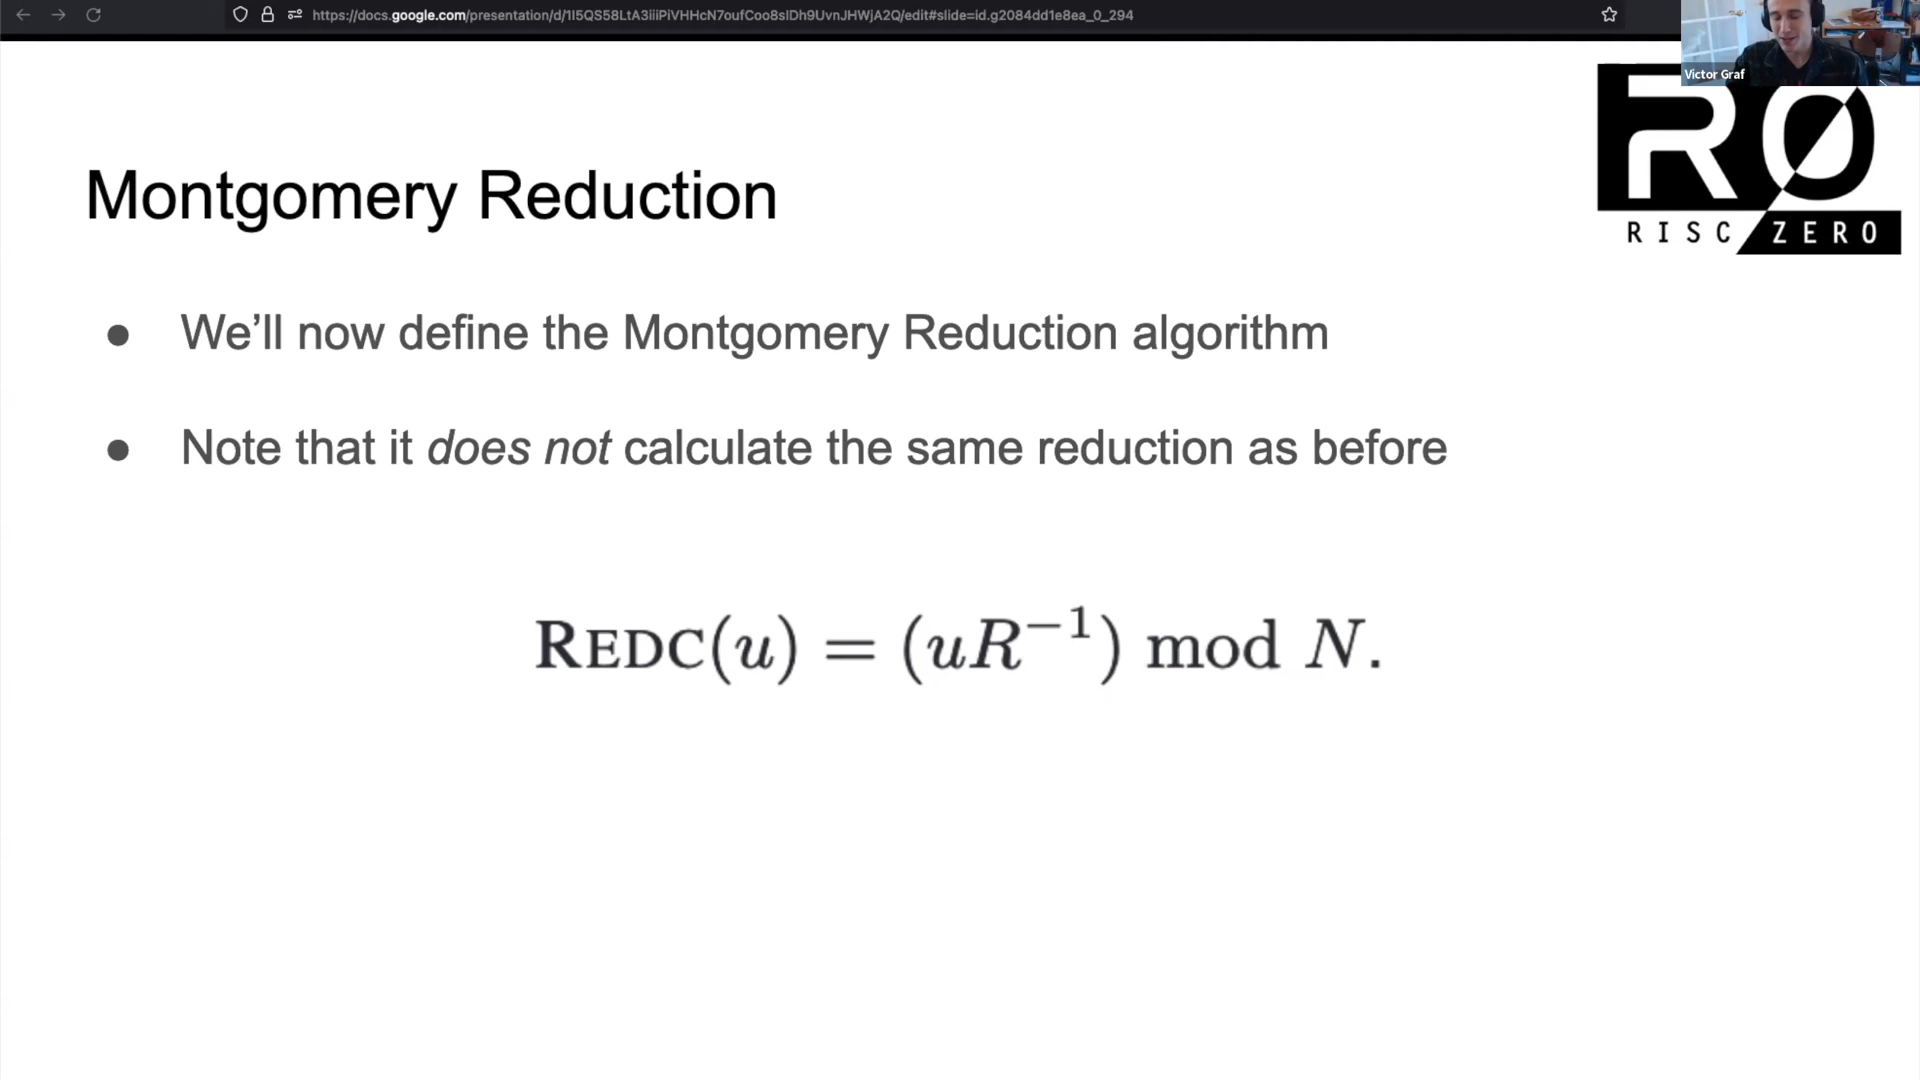 https://docs.google.com/presentation/d/1I5QS58LtA3iiiPiVHHcN7oufCoo8sIDh9UvnJHWjA2Q/edit#slide=id.g2084dd1e8ea_0_294
Victor Graf
RØ
RISC ZERO
Montgomery Reduction
● We’ll now define the Montgomery Reduction algorithm
● Note that it does not calculate the same reduction as before
REDC(u) = (uR⁻¹) mod N.